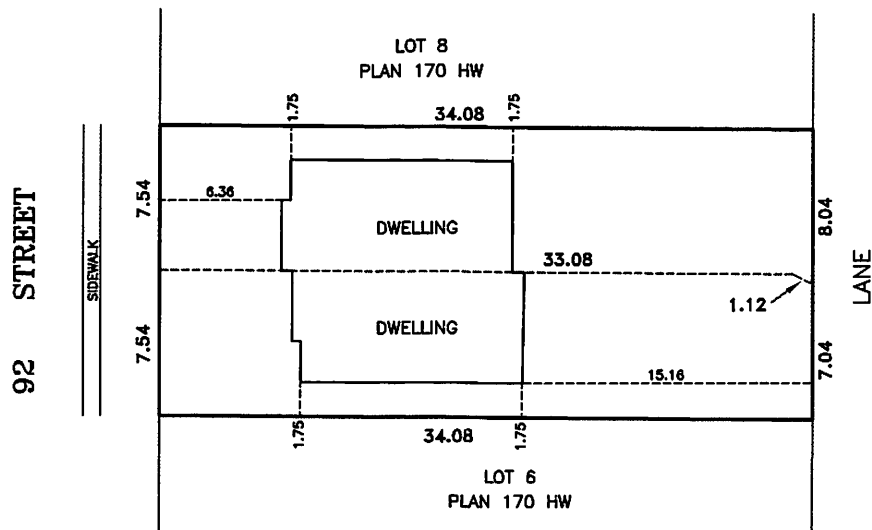 LOT 8
PLAN 170 HW
1.75
34.08
1.75
92 STREET
SIDEWALK
7.54
6.36
DWELLING
8.04
33.08
LANE
1.12
7.54
DWELLING
7.04
15.16
1.75
34.08
1.75
LOT 6
PLAN 170 HW